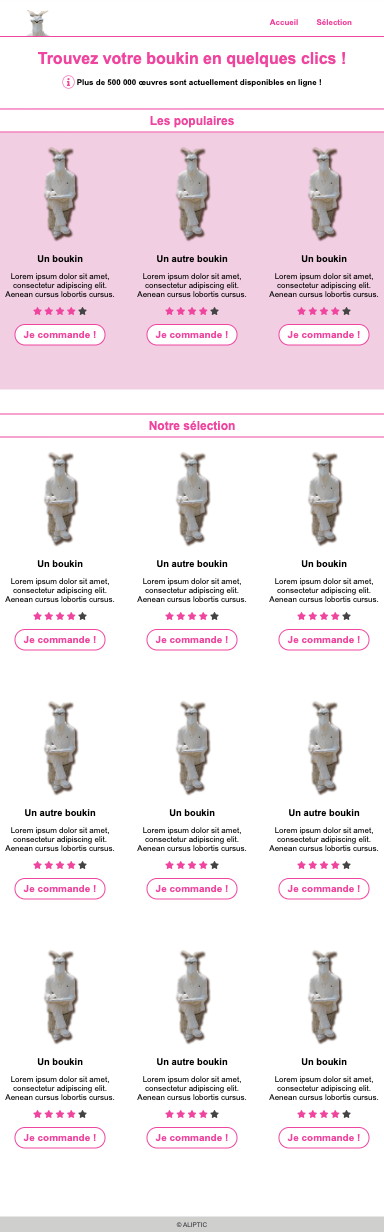 Accueil Sélection
Trouvez votre boukin en quelques clics !
Plus de 500 000 œuvres sont actuellement disponibles en ligne !
Les populaires
Un boukin
Lorem ipsum dolor sit amet,
consectetur adipiscing elit.
Aenean cursus lobortis cursus.
Je commande !
Un autre boukin
Lorem ipsum dolor sit amet,
consectetur adipiscing elit.
Aenean cursus lobortis cursus.
Je commande !
Un boukin
Lorem ipsum dolor sit amet,
consectetur adipiscing elit.
Aenean cursus lobortis cursus.
Je commande !
Notre sélection
Un boukin
Lorem ipsum dolor sit amet,
consectetur adipiscing elit.
Aenean cursus lobortis cursus.
Je commande !
Un autre boukin
Lorem ipsum dolor sit amet,
consectetur adipiscing elit.
Aenean cursus lobortis cursus.
Je commande !
Un boukin
Lorem ipsum dolor sit amet,
consectetur adipiscing elit.
Aenean cursus lobortis cursus.
Je commande !
Un autre boukin
Lorem ipsum dolor sit amet,
consectetur adipiscing elit.
Aenean cursus lobortis cursus.
Je commande !
Un boukin
Lorem ipsum dolor sit amet,
consectetur adipiscing elit.
Aenean cursus lobortis cursus.
Je commande !
Un autre boukin
Lorem ipsum dolor sit amet,
consectetur adipiscing elit.
Aenean cursus lobortis cursus.
Je commande !
Un boukin
Lorem ipsum dolor sit amet,
consectetur adipiscing elit.
Aenean cursus lobortis cursus.
Je commande !
Un autre boukin
Lorem ipsum dolor sit amet,
consectetur adipiscing elit.
Aenean cursus lobortis cursus.
Je commande !
Un boukin
Lorem ipsum dolor sit amet,
consectetur adipiscing elit.
Aenean cursus lobortis cursus.
Je commande !
© ALIPTIC